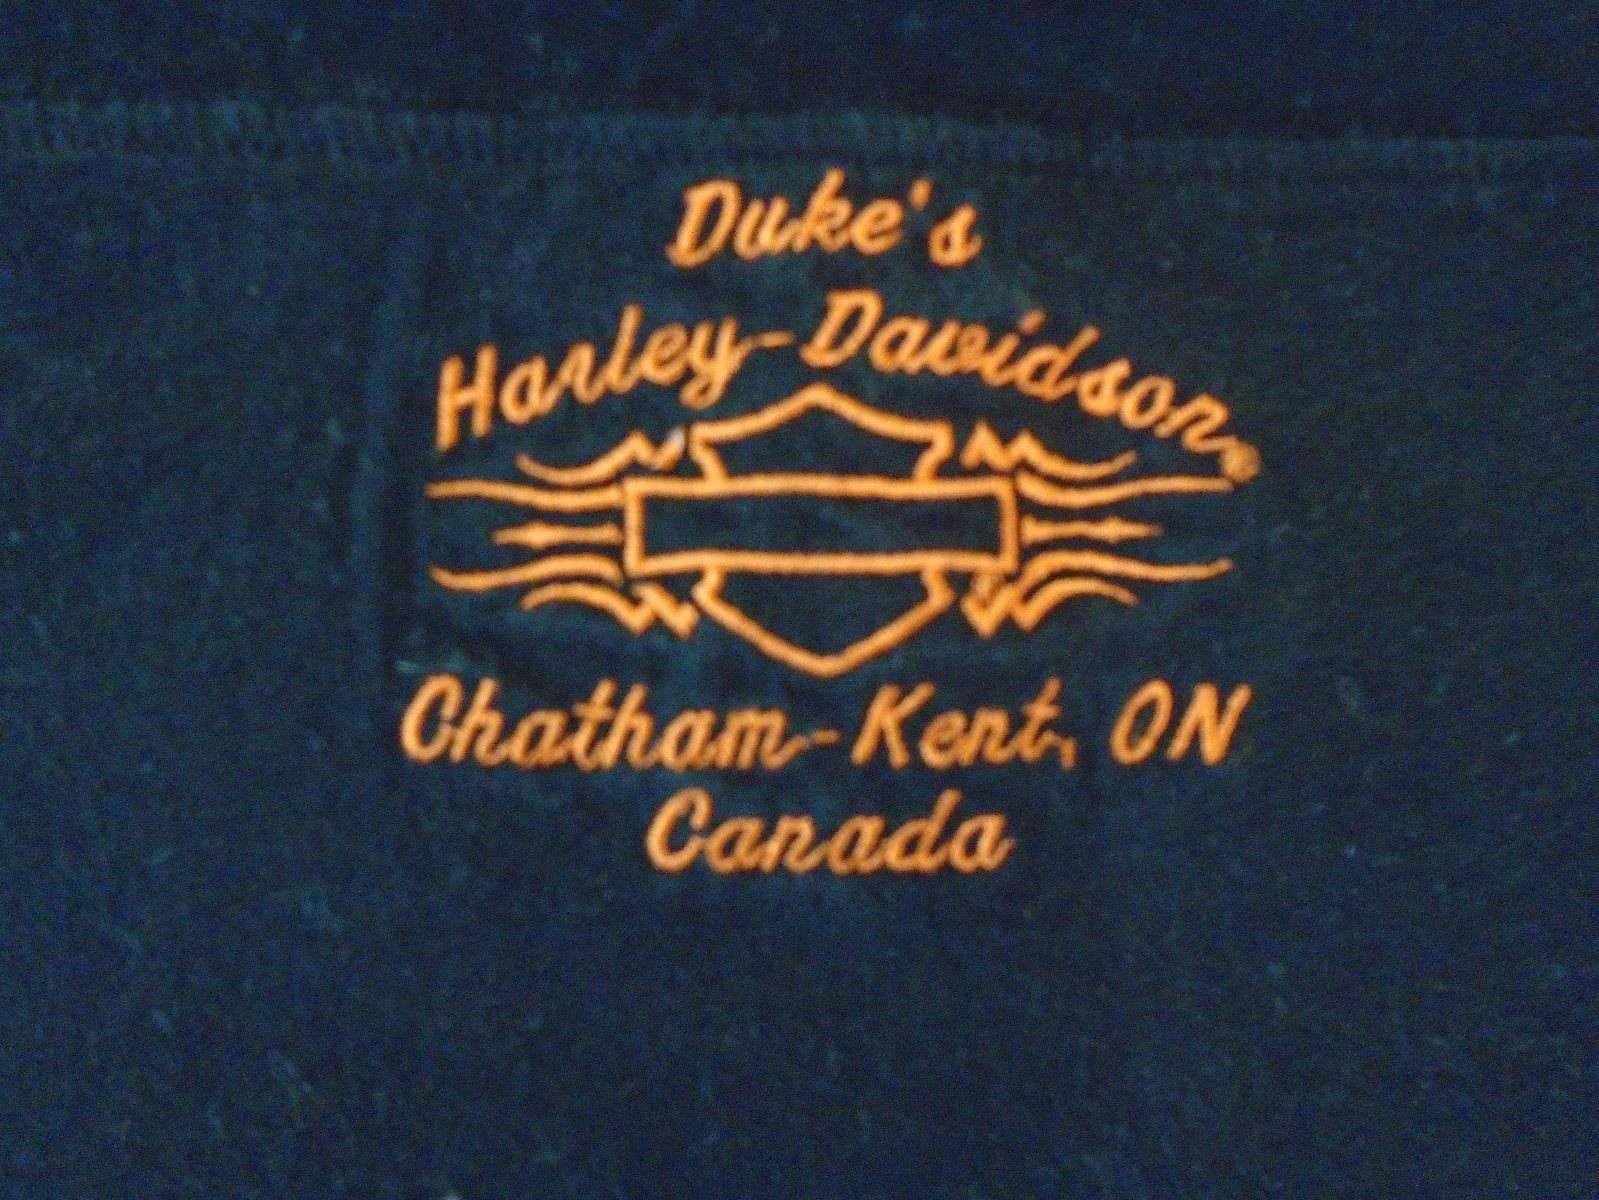 Duke's
Harley-Davidson®
Chatham-Kent, ON
Canada